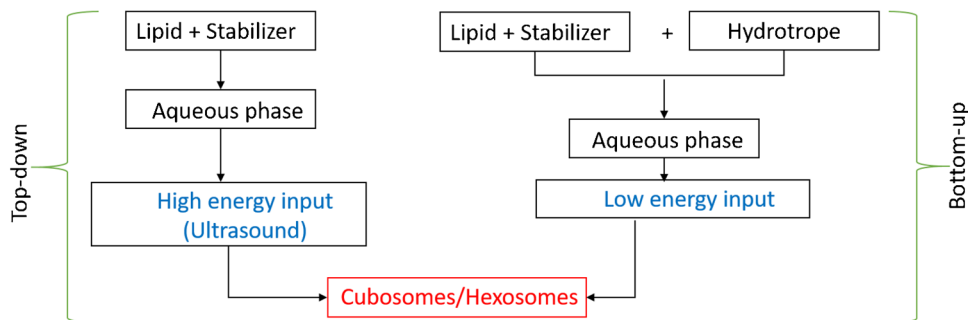 Top-down
Lipid + Stabilizer
Aqueous phase
High energy input
(Ultrasound)
Lipid + Stabilizer
+
Hydrotrope
Aqueous phase
Low energy input
Cubosomes/Hexosomes
Bottom-up